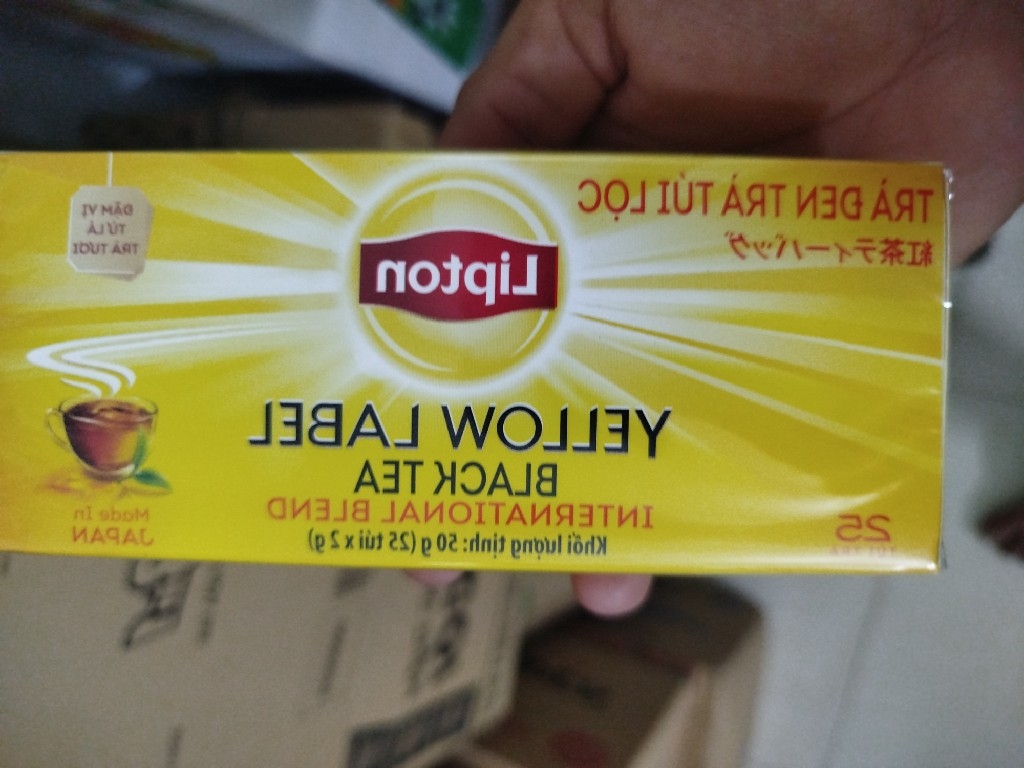 TRÀ ĐEN TRÀ TÚI LỌC
紅茶ティーバッグ
ĐẬM VỊ
TỪ LÁ
TRÀ TƯƠI
Lipton
YELLOW LABEL
BLACK TEA
INTERNATIONAL BLEND
Khối lượng tịnh: 50 g (25 túi x 2 g)
25
Made In
JAPAN